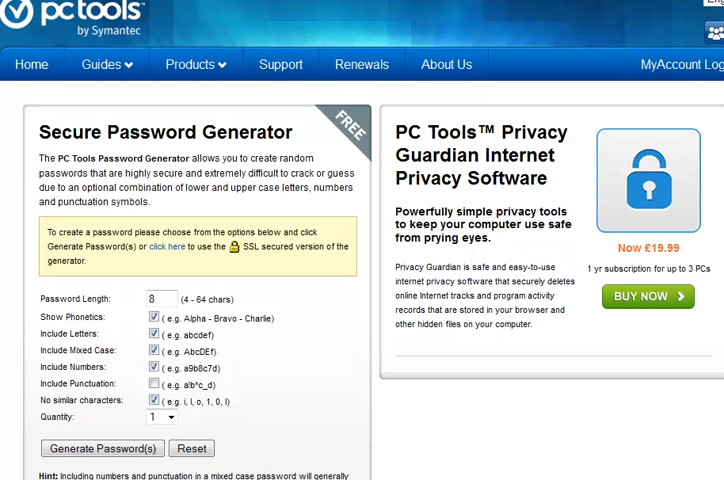 pctools™
by Symantec
Home Guides Products Support Renewals About Us MyAccount
FREE
Secure Password Generator
The PC Tools Password Generator allows you to create random
passwords that are highly secure and extremely difficult to crack or guess
due to an optional combination of lower and upper case letters, numbers
and punctuation symbols.
To create a password please choose from the options below and click
Generate Password(s) or click here to use the SSL secured version of the
generator.
Password Length: 8 (4 - 64 chars)
Show Phonetics: ( e.g. Alpha - Bravo - Charlie)
Include Letters: ( e.g. abcdef)
Include Mixed Case: ( e.g. AbcDEf)
Include Numbers: ( e.g. a9b8c7d)
Include Punctuation: ( e.g. a!b*c_d)
No similar characters: ( e.g. i, l, o, 1, 0, I)
Quantity: 1
Generate Password(s) Reset
Hint: Including numbers and punctuation in a mixed case password will generally
PC Tools™ Privacy
Guardian Internet
Privacy Software
Powerfully simple privacy tools
to keep your computer use safe
from prying eyes.
Privacy Guardian is safe and easy-to-use
internet privacy software that securely deletes
online Internet tracks and program activity
records that are stored in your browser and
other hidden files on your computer.
Now £19.99
1 yr subscription for up to 3 PCs
BUY NOW